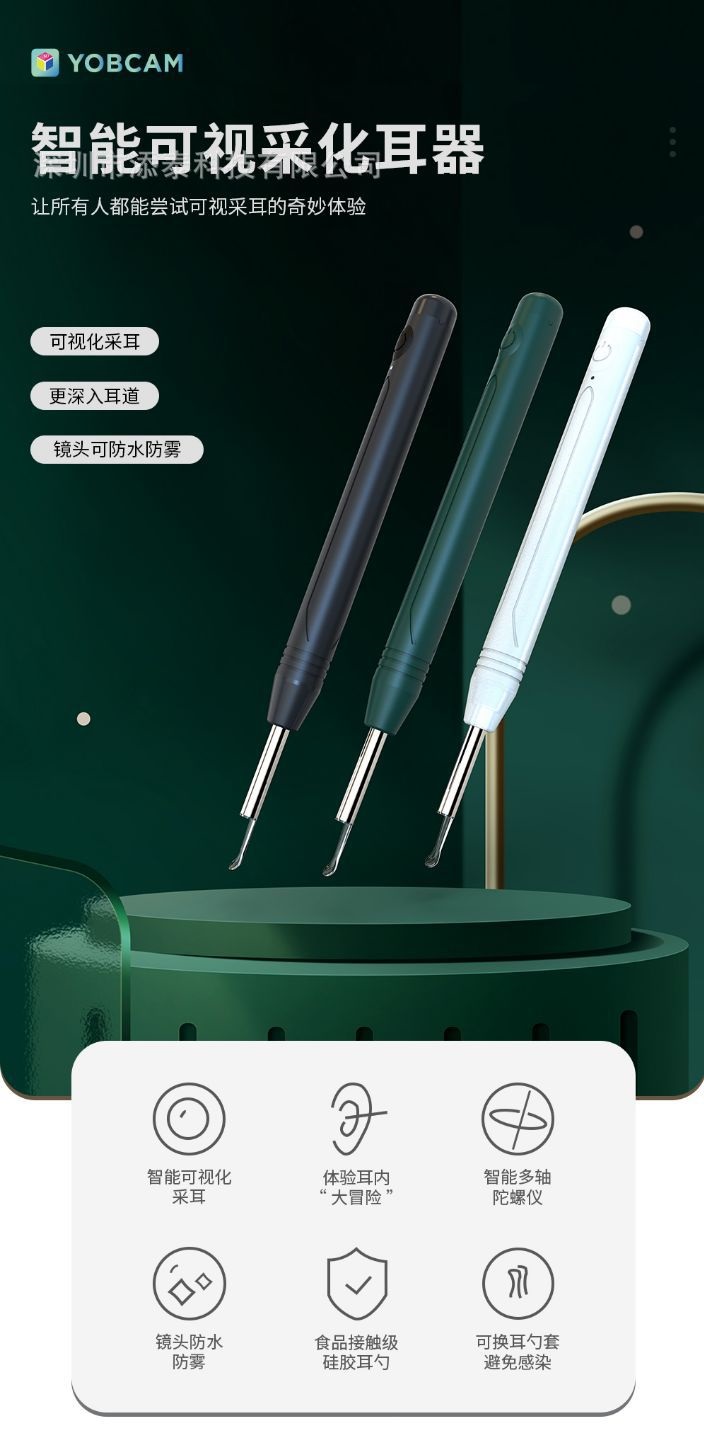 YOBCAM
智能可视采化耳器
深圳市添泰科技有限公司
让所有人都能尝试可视采耳的奇妙体验
可视化采耳
更深入耳道
镜头可防水防雾
智能可视化
采耳
体验耳内
“大冒险”
智能多轴
陀螺仪
镜头防水
防雾
食品接触级
硅胶耳勺
可换耳勺套
避免感染